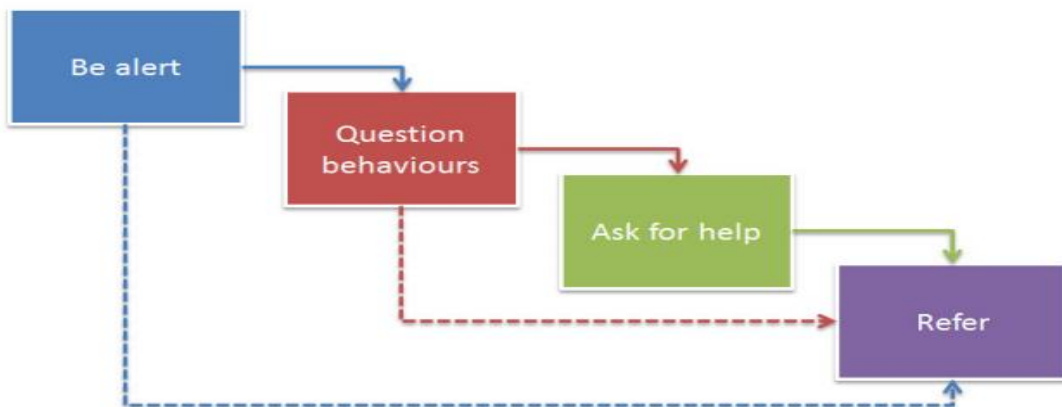 Be alert
Question
behaviours
Ask for help
Refer